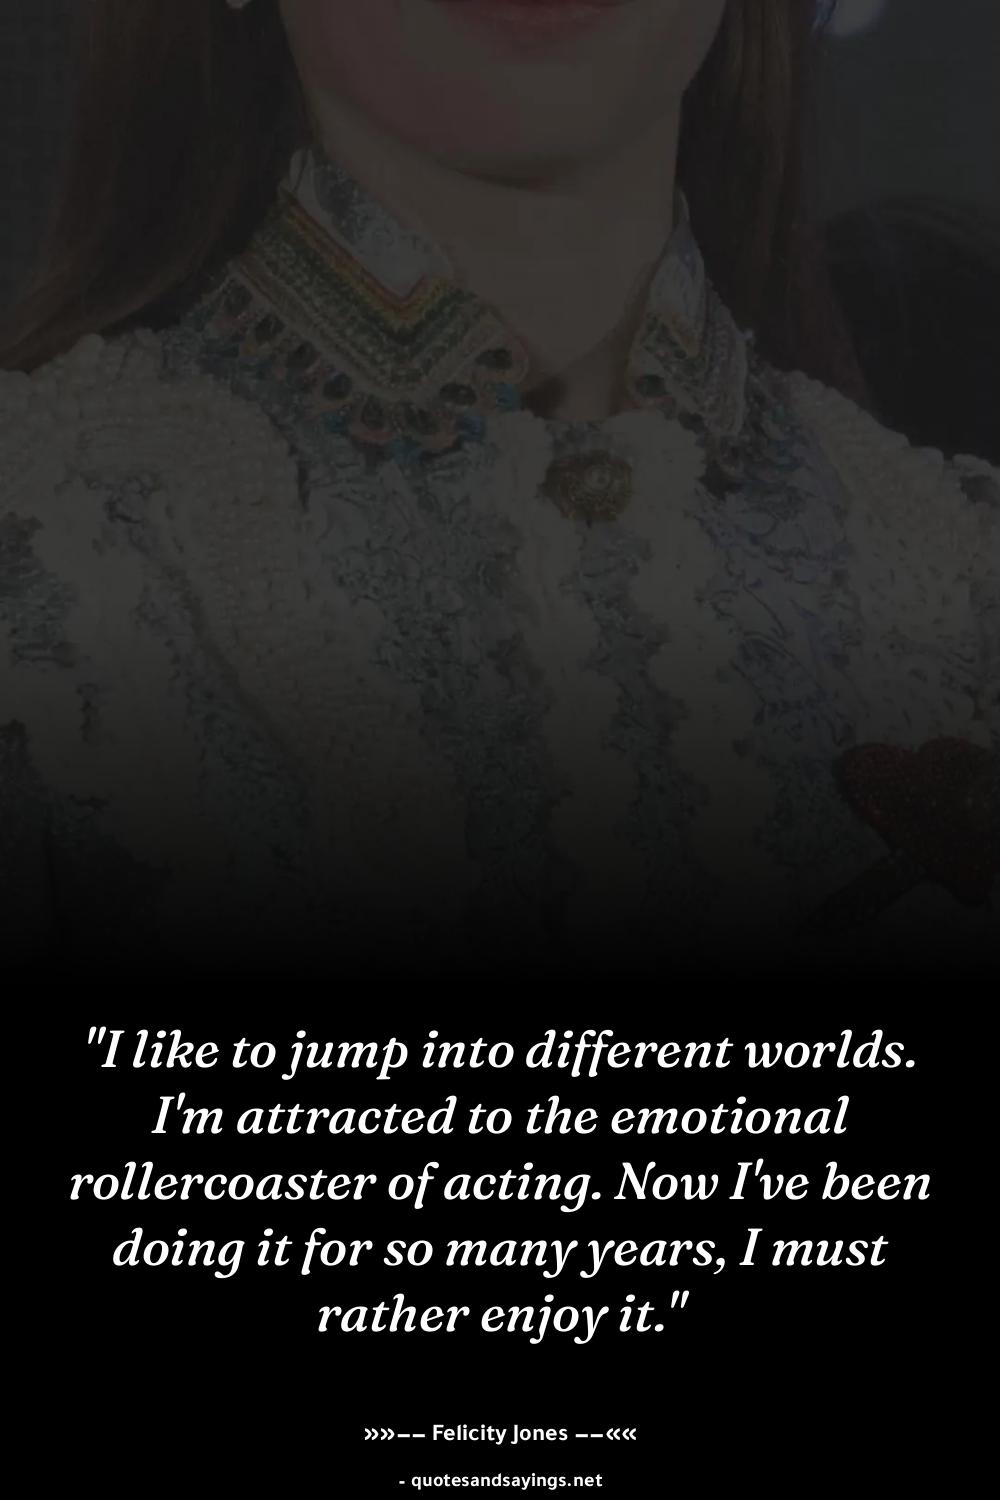 "I like to jump into different worlds.
I'm attracted to the emotional
rollercoaster of acting. Now I've been
doing it for so many years, I must
rather enjoy it."
»»–– Felicity Jones ––««
- quotesandsayings.net